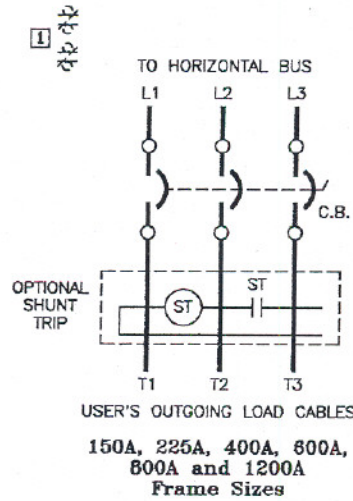 1
TO HORIZONTAL BUS
L1 L2 L3
C.B.
OPTIONAL
SHUNT
TRIP
ST
ST
T1 T2 T3
USER'S OUTGOING LOAD CABLES
150A, 225A, 400A, 600A,
800A and 1200A
Frame Sizes